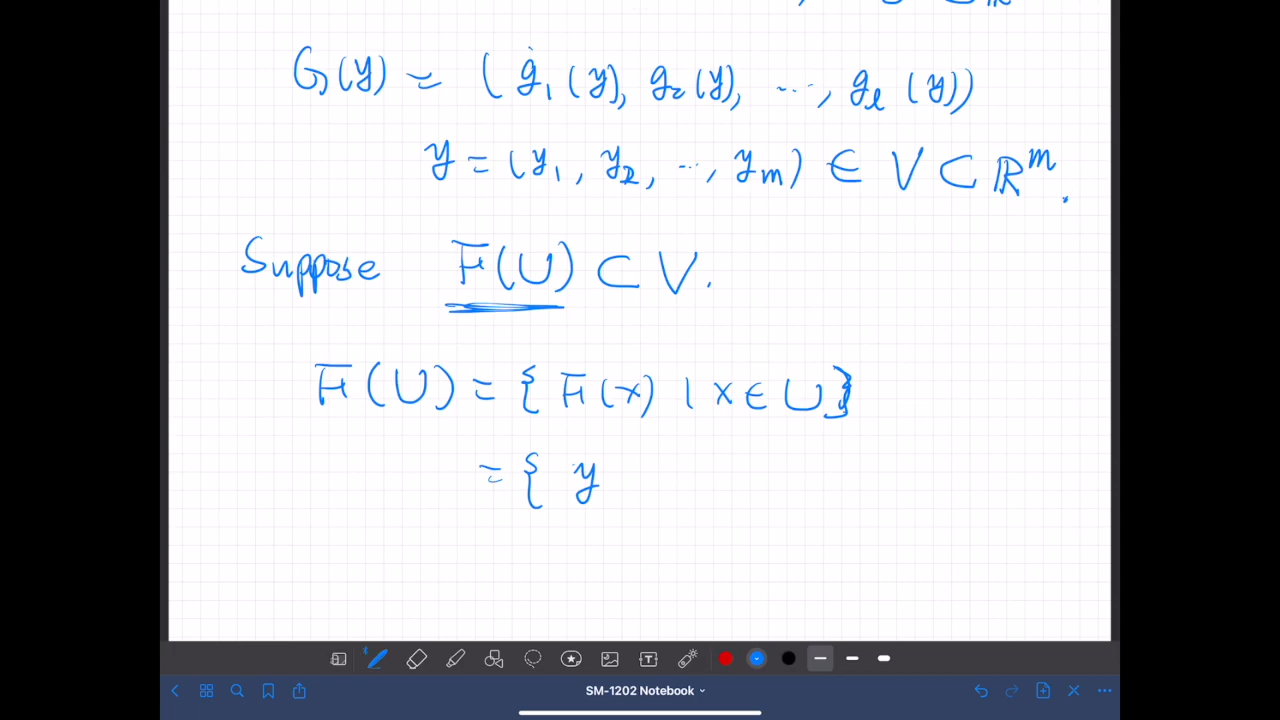 G(y) = (g₁(y), g₂(y), ..., gₗ(y))
y = (y₁, y₂, .., yₘ) ∈ V ⊂ ℝᵐ.
Suppose F(U) ⊂ V.
F(U) = { F(x) | x ∈ U }
= { y
SM-1202 Notebook